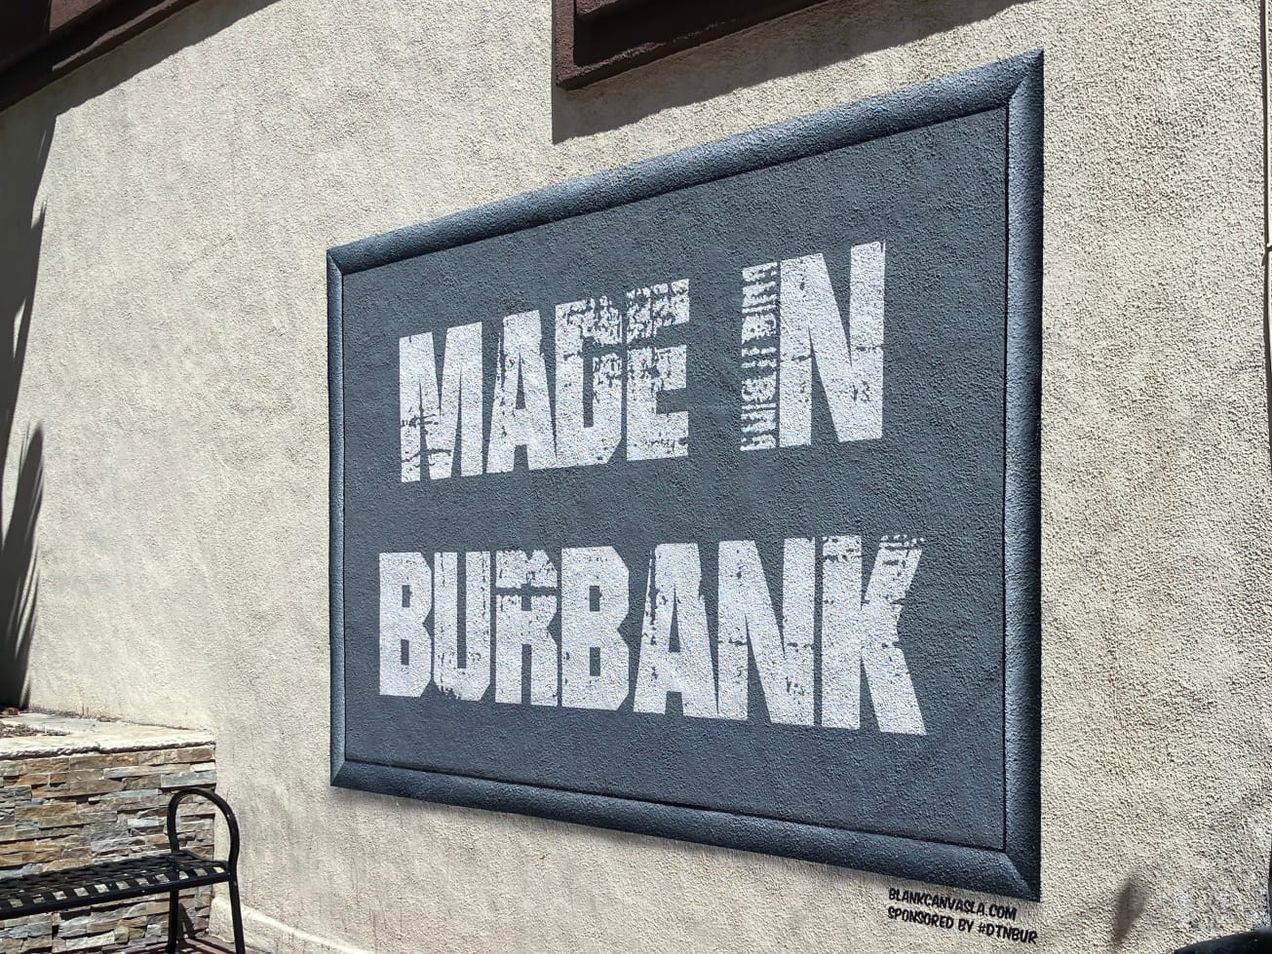 MADE IN
BURBANK
BLANKCANVASLA.COM
SPONSORED BY #DTNBUR